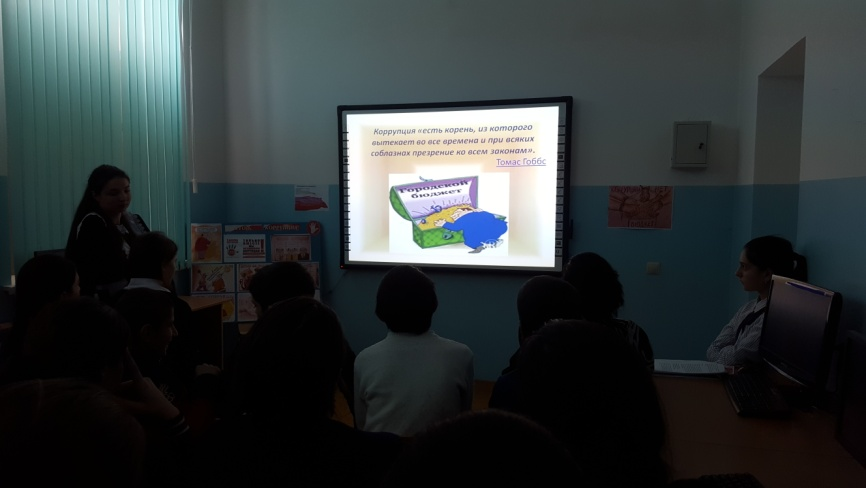 Коррупция «есть корень, из которого
вытекает во все времена и при всяких
соблазнах презрение ко всем законам».
Томас Гоббс
Городской
бюджет